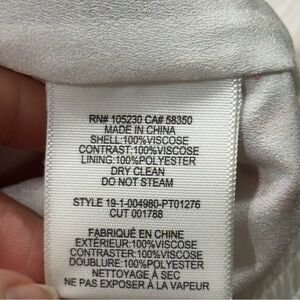 RN# 105230 CA# 58350
MADE IN CHINA
SHELL:100%VISCOSE
CONTRAST:100%VISCOSE
LINING:100%POLYESTER
DRY CLEAN
DO NOT STEAM
STYLE 19-1-004980-PT01276
CUT 001788
FABRIQUÉ EN CHINE
EXTÉRIEUR:100%VISCOSE
CONTRASTER:100%VISCOSE
DOUBLURE:100%POLYESTER
NETTOYAGE À SEC
NE PAS EXPOSER À LA VAPEUR